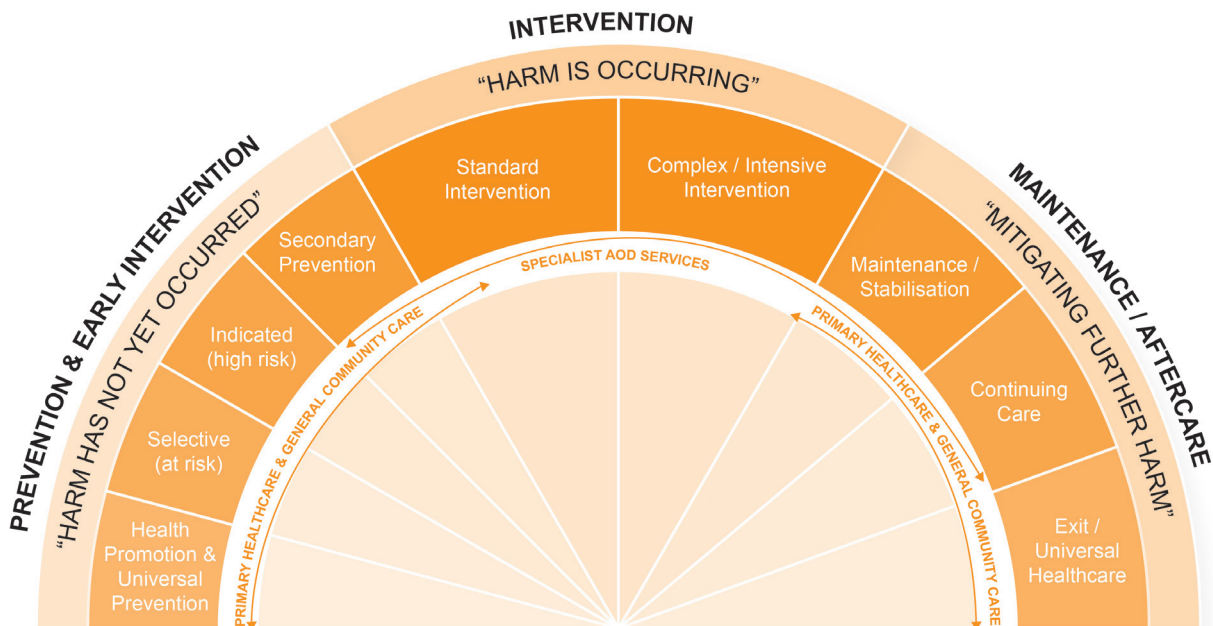 INTERVENTION
“HARM IS OCCURRING”
PREVENTION & EARLY INTERVENTION
“HARM HAS NOT YET OCCURRED”
MAINTENANCE / AFTERCARE
“MITIGATING FURTHER HARM”
Health
Promotion &
Universal
Prevention
Selective
(at risk)
Indicated
(high risk)
Secondary
Prevention
Standard
Intervention
Complex / Intensive
Intervention
Maintenance /
Stabilisation
Continuing
Care
Exit /
Universal
Healthcare
SPECIALIST AOD SERVICES
PRIMARY HEALTHCARE & GENERAL COMMUNITY CARE
PRIMARY HEALTHCARE & GENERAL COMMUNITY CARE